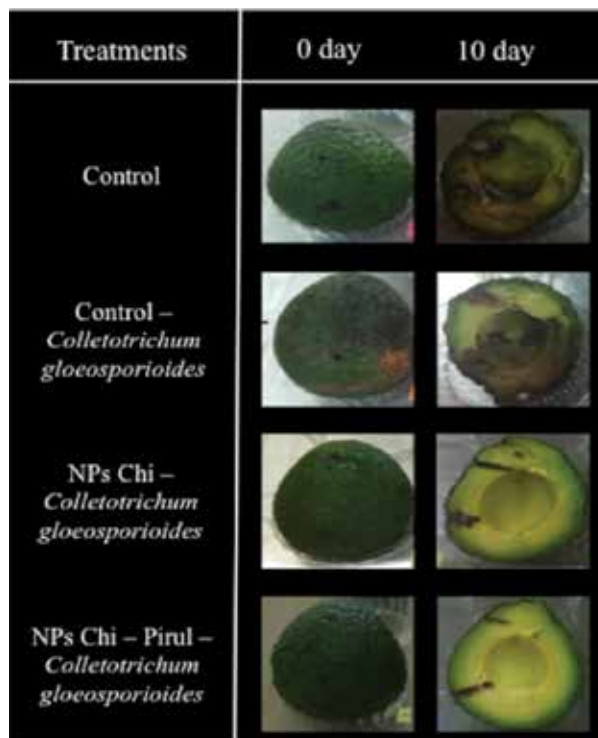 Treatments 0 day 10 day
Control
Control –
Colletotrichum
gloeosporioides
NPs Chi –
Colletotrichum
gloeosporioides
NPs Chi – Pirul –
Colletotrichum
gloeosporioides